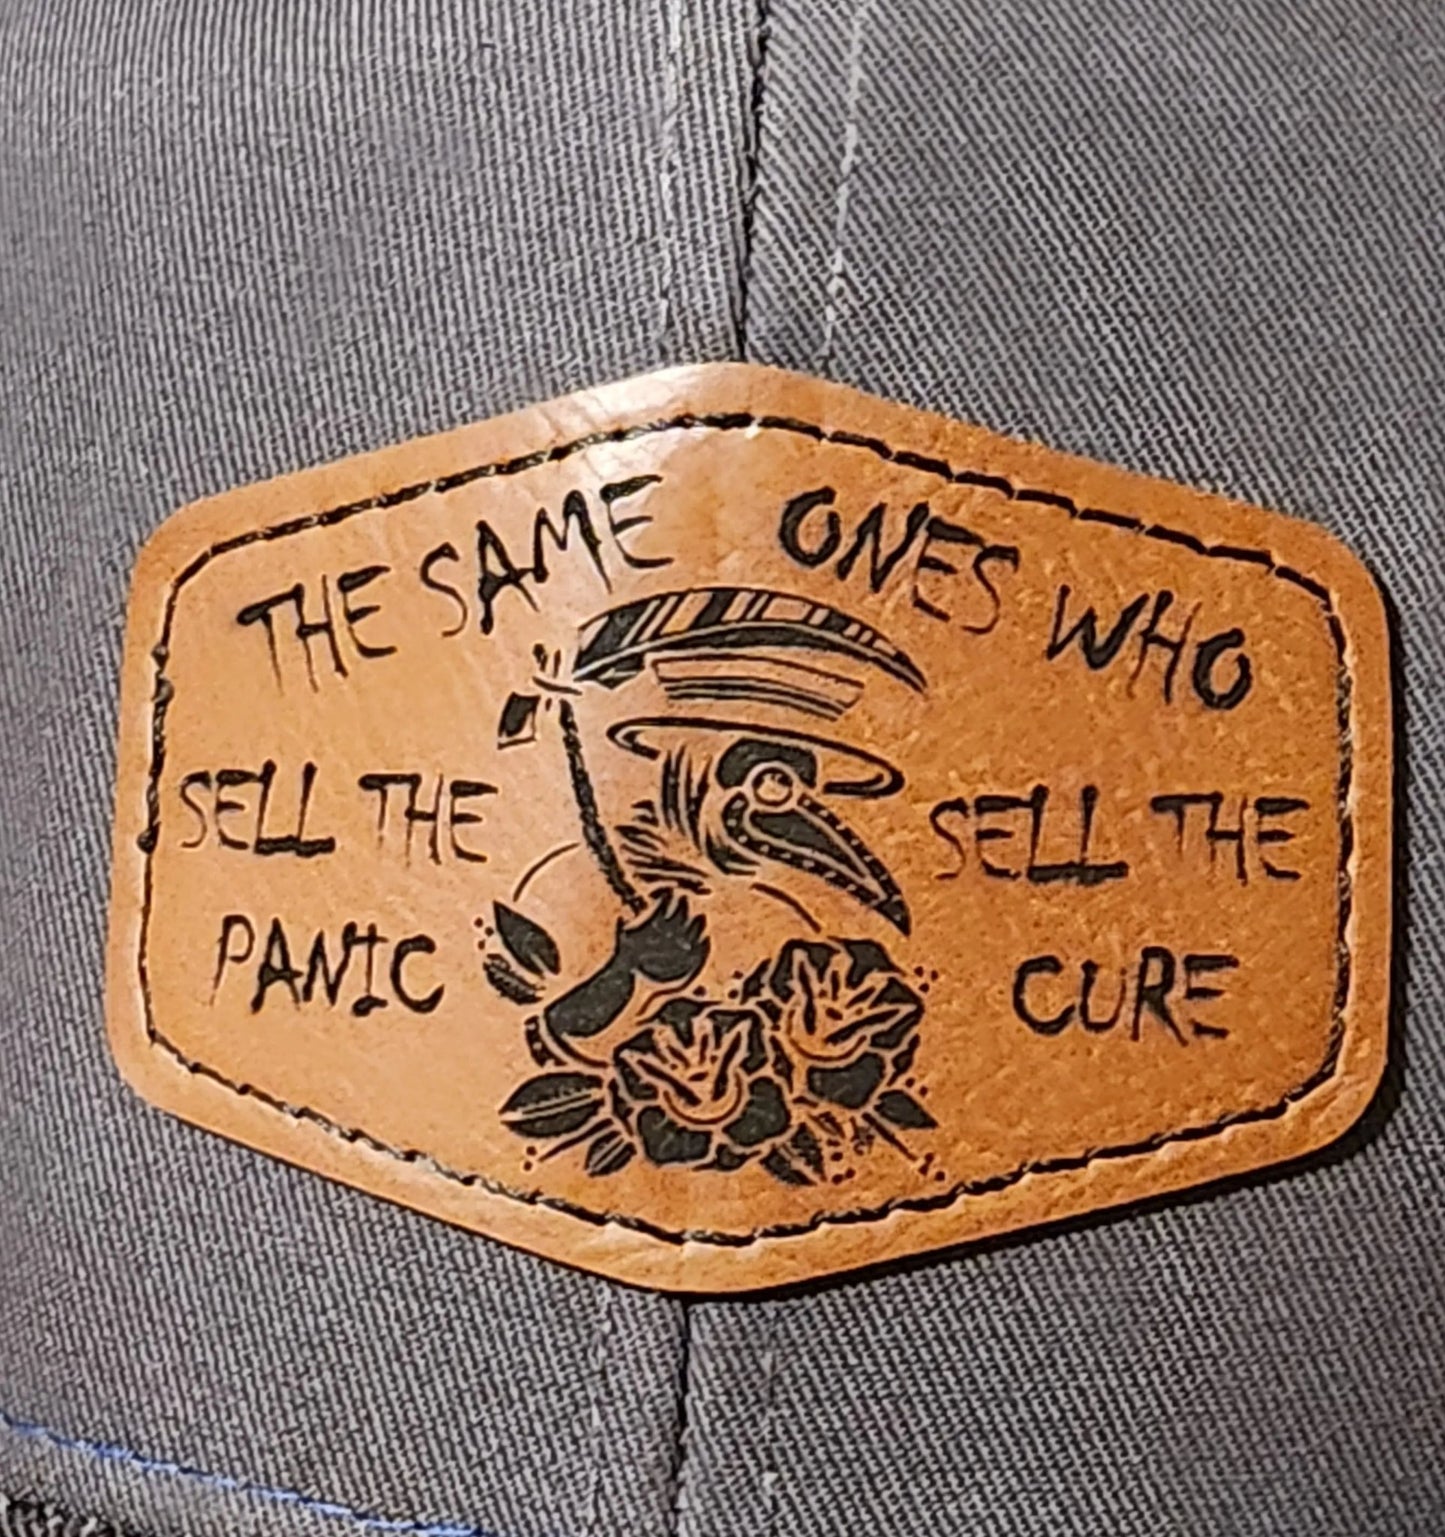 THE SAME ONES WHO
SELL THE
PANIC
SELL THE
CURE